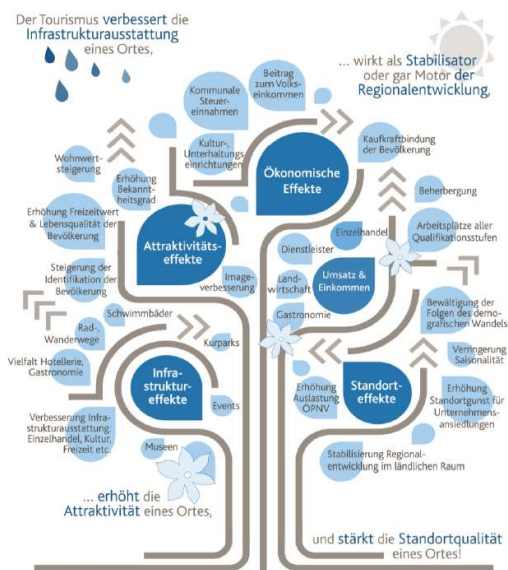 Der Tourismus verbessert die
Infrastrukturausstattung
eines Ortes,
... wirkt als Stabilisator
oder gar Motor der
Regionalentwicklung,
Beitrag
zum Volks-
einkommen
Kommunale
Steuer-
einnahmen
Kultur-,
Unterhaltungs
einrichtungen
Ökonomische
Effekte
Kaufkraftbindung
der Bevölkerung
Wohnwert-
steigerung
Erhöhung
Bekannt-
heitsgrad
Beherbergung
Erhöhung Freizeitwert
& Lebensqualität der
Bevölkerung
Attraktivitäts-
effekte
Einzelhandel
Dienstleister
Arbeitsplätze aller
Qualifikationsstufen
Steigerung der
Identifikation der
Bevölkerung
Image-
verbesserung
Land-
wirtschaft
Umsatz &
Einkommen
Gastronomie
Bewältigung der
Folgen des demo-
grafischen Wandels
Schwimmbäder
Rad-,
Wanderwege
Kurparks
Verringerung
Saisonalität
Vielfalt Hotellerie,
Gastronomie
Infra-
struktur-
effekte
Erhöhung
Auslastung
ÖPNV
Standort-
effekte
Erhöhung
Standortgunst für
Unternehmens-
ansiedlungen
Events
Verbesserung Infra-
strukturausstattung:
Einzelhandel, Kultur,
Freizeit etc.
Museen
Stabilisierung Regional-
entwicklung im ländlichen Raum
... erhöht die
Attraktivität eines Ortes,
und stärkt die Standortqualität
eines Ortes!